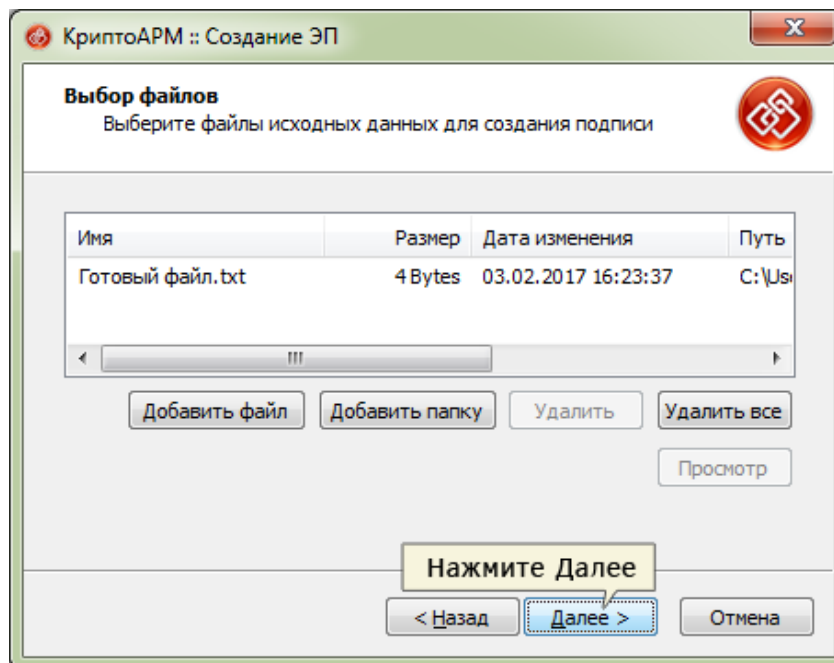 КриптоАРМ :: Создание ЭП
Выбор файлов
Выберите файлы исходных данных для создания подписи
Имя Размер Дата изменения Путь
Готовый файл.txt 4 Bytes 03.02.2017 16:23:37 C:\Us
Добавить файл Добавить папку Удалить Удалить все
Просмотр
Нажмите Далее
< Назад Далее > Отмена